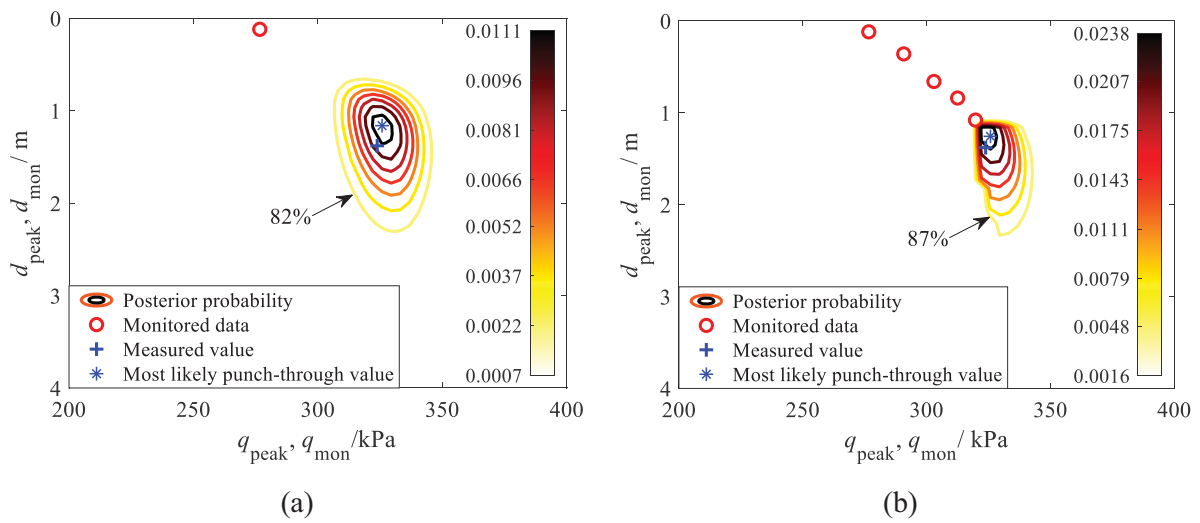 0
1
2
3
4
200
250
300
350
400
d_peak, d_mon/ m
q_peak, q_mon/kPa
82%
0.0111
0.0096
0.0081
0.0066
0.0052
0.0037
0.0022
0.0007
Posterior probability
Monitored data
Measured value
Most likely punch-through value
(a)
0
1
2
3
4
200
250
300
350
400
d_peak, d_mon/ m
q_peak, q_mon/ kPa
87%
0.0238
0.0207
0.0175
0.0143
0.0111
0.0079
0.0048
0.0016
Posterior probability
Monitored data
Measured value
Most likely punch-through value
(b)